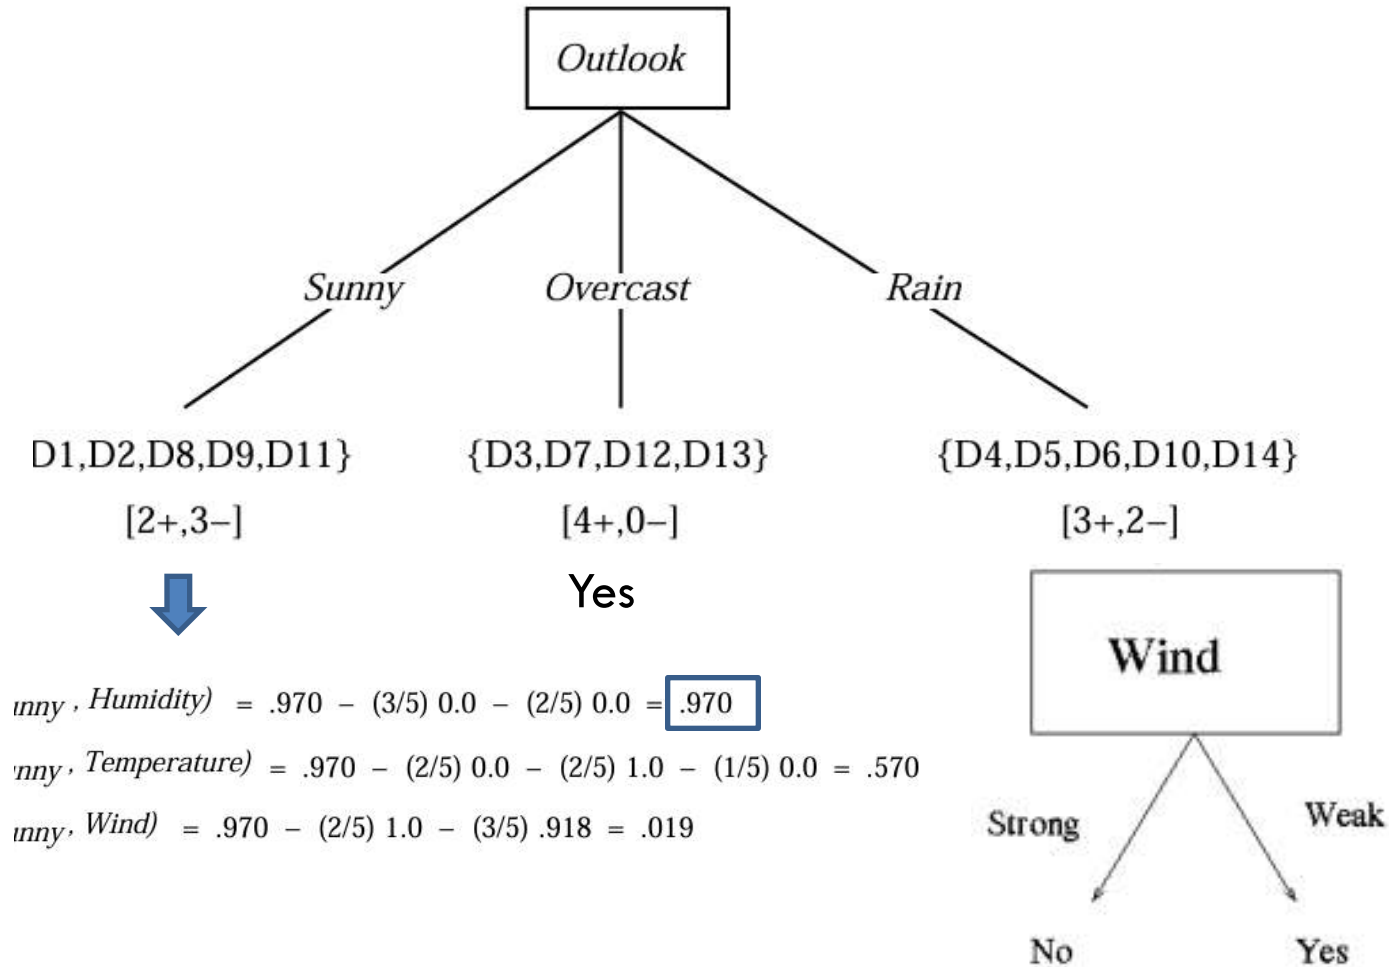 Outlook
Sunny Overcast Rain
D1,D2,D8,D9,D11} {D3,D7,D12,D13} {D4,D5,D6,D10,D14}
[2+,3−] [4+,0−] [3+,2−]
Yes
Wind
unny , Humidity) = .970 − (3/5) 0.0 − (2/5) 0.0 = .970
nny , Temperature) = .970 − (2/5) 0.0 − (2/5) 1.0 − (1/5) 0.0 = .570
unny , Wind) = .970 − (2/5) 1.0 − (3/5) .918 = .019
Strong Weak
No Yes